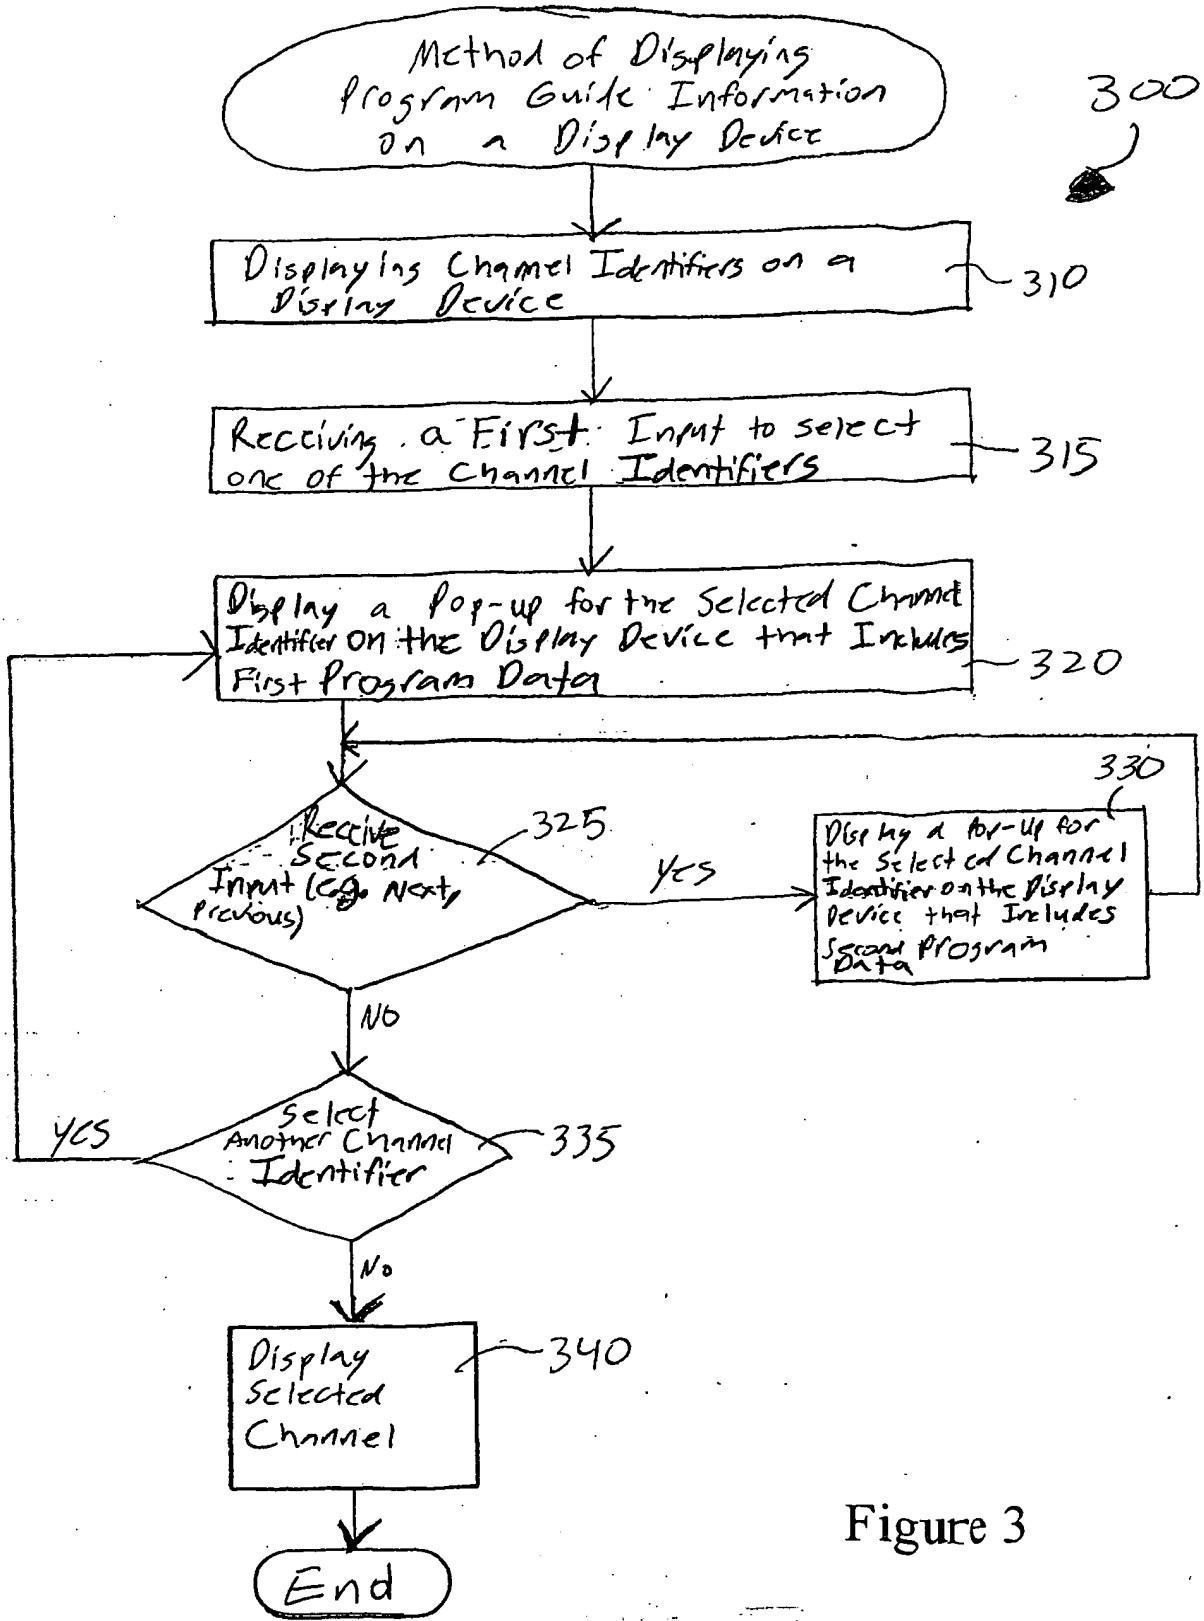 Method of Displaying
Program Guide Information
on a Display Device
300
Displaying Channel Identifiers on a
Display Device
310
Receiving a First Input to select
one of the Channel Identifiers
315
Display a Pop-up for the Selected Channel
Identifier on the Display Device that Includes
First Program Data
320
Receive
Second
Input (e.g. Next,
Previous)
325
YES
330
Display a Pop-Up for
the Selected Channel
Identifier on the Display
Device that Includes
Second Program
Data
NO
Select
Another Channel
Identifier
335
YES
No
Display
Selected
Channel
340
End
Figure 3